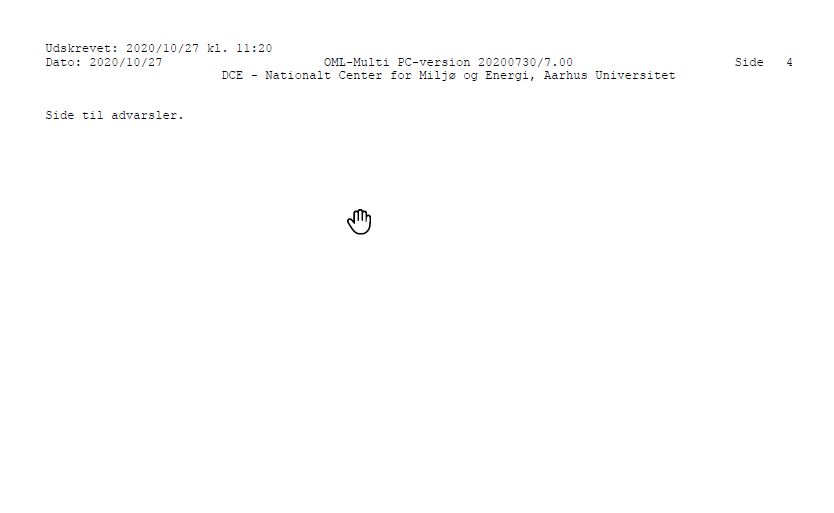 Udskrevet: 2020/10/27 kl. 11:20
Dato: 2020/10/27 OML-Multi PC-version 20200730/7.00 Side 4
DCE - Nationalt Center for Miljø og Energi, Aarhus Universitet
Side til advarsler.